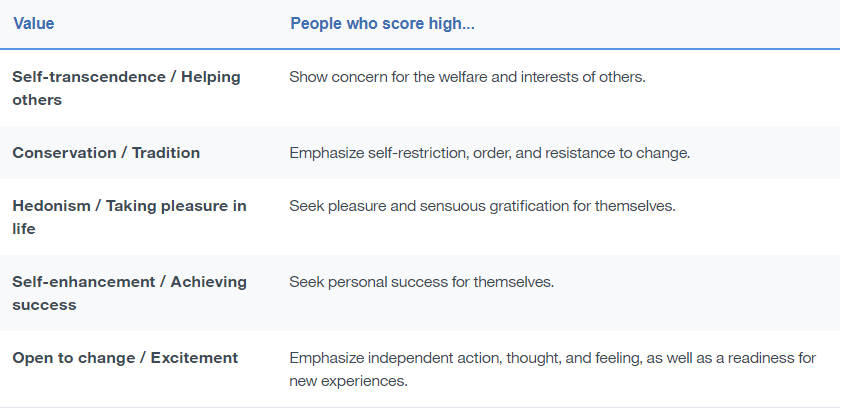 Value People who score high...
Self-transcendence / Helping Show concern for the welfare and interests of others.
others
Conservation / Tradition Emphasize self-restriction, order, and resistance to change.
Hedonism / Taking pleasure in Seek pleasure and sensuous gratification for themselves.
life
Self-enhancement / Achieving Seek personal success for themselves.
success
Open to change / Excitement Emphasize independent action, thought, and feeling, as well as a readiness for
new experiences.